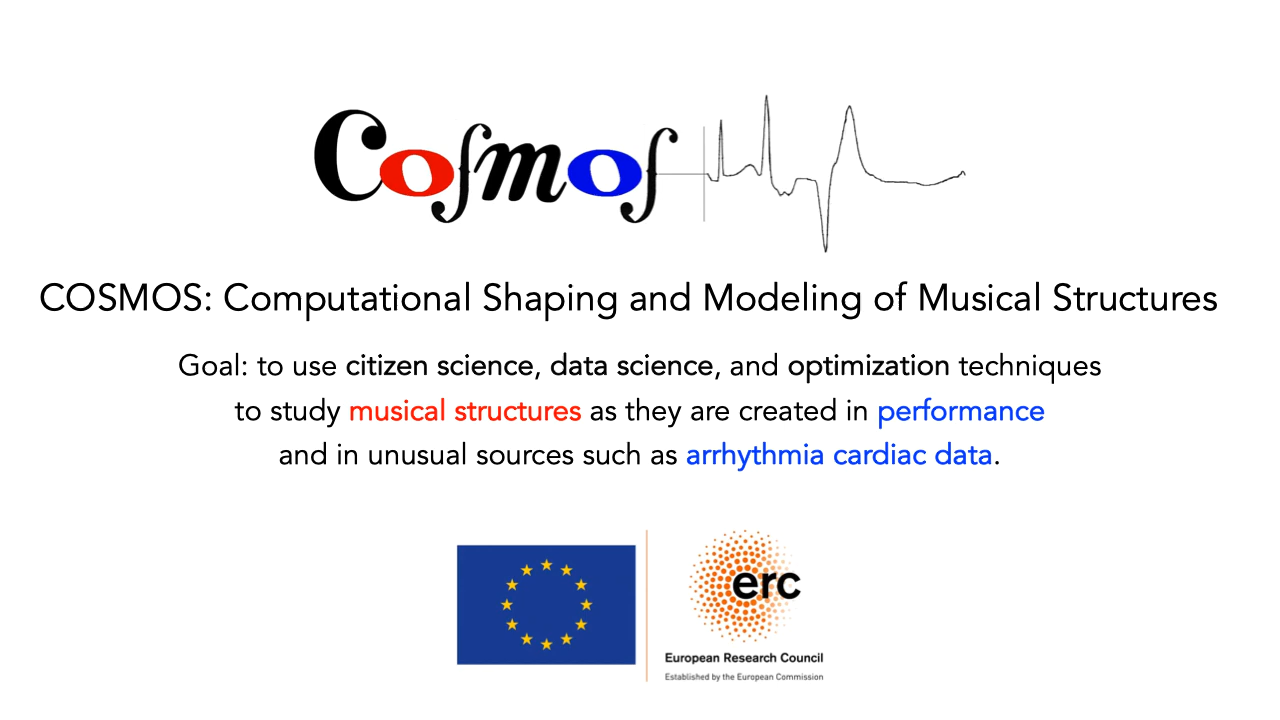 Cosmos
COSMOS: Computational Shaping and Modeling of Musical Structures
Goal: to use citizen science, data science, and optimization techniques
to study musical structures as they are created in performance
and in unusual sources such as arrhythmia cardiac data.
erc
European Research Council
Established by the European Commission